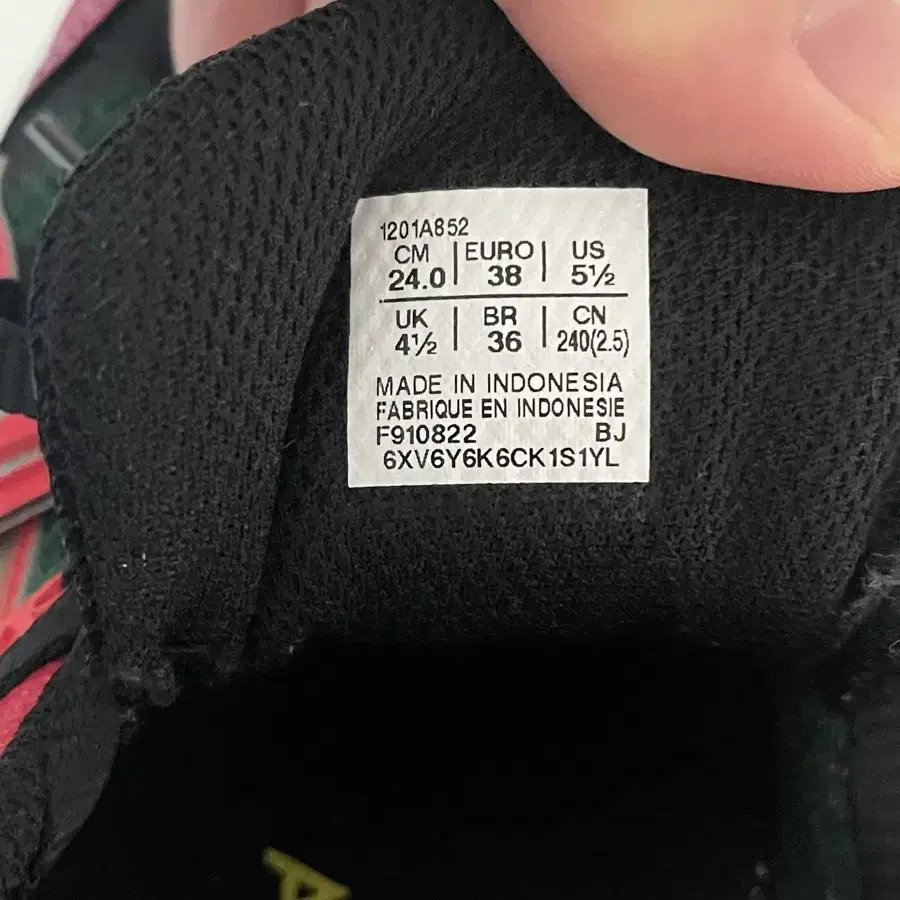 1201A852
CM | EURO | US
24.0 | 38 | 5½
UK | BR | CN
4½ | 36 | 240(2.5)
MADE IN INDONESIA
FABRIQUE EN INDONESIE
F910822 BJ
6XV6Y6K6CK1S1YL
A